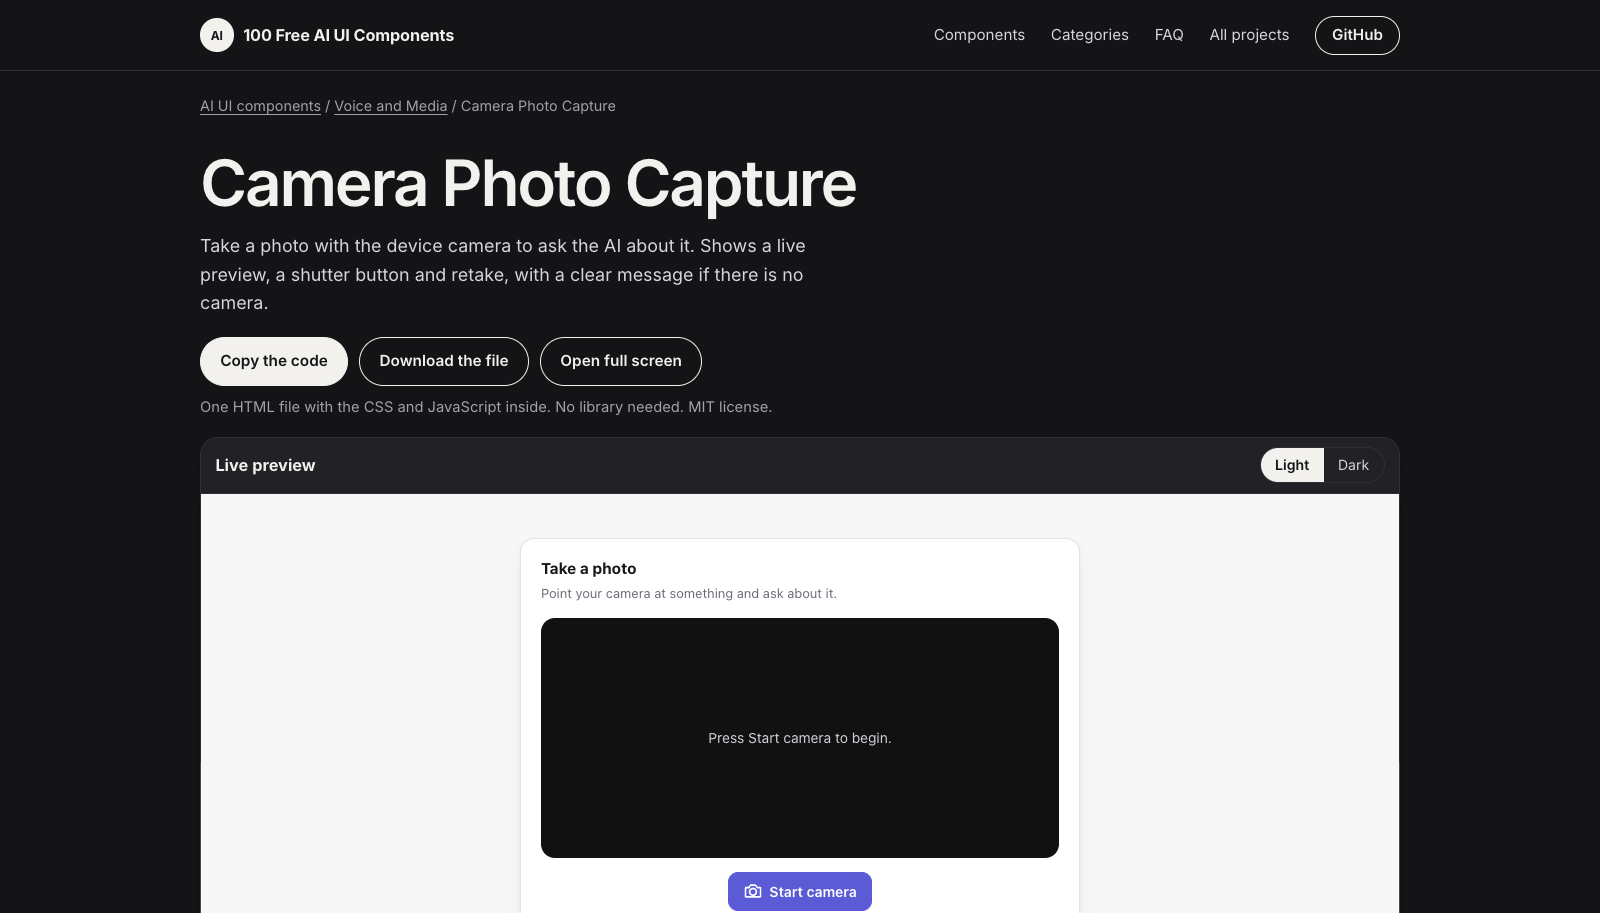 AI 100 Free AI UI Components
Components Categories FAQ All projects GitHub
AI UI components / Voice and Media / Camera Photo Capture
Camera Photo Capture
Take a photo with the device camera to ask the AI about it. Shows a live
preview, a shutter button and retake, with a clear message if there is no
camera.
Copy the code Download the file Open full screen
One HTML file with the CSS and JavaScript inside. No library needed. MIT license.
Live preview Light Dark
Take a photo
Point your camera at something and ask about it.
Press Start camera to begin.
Start camera